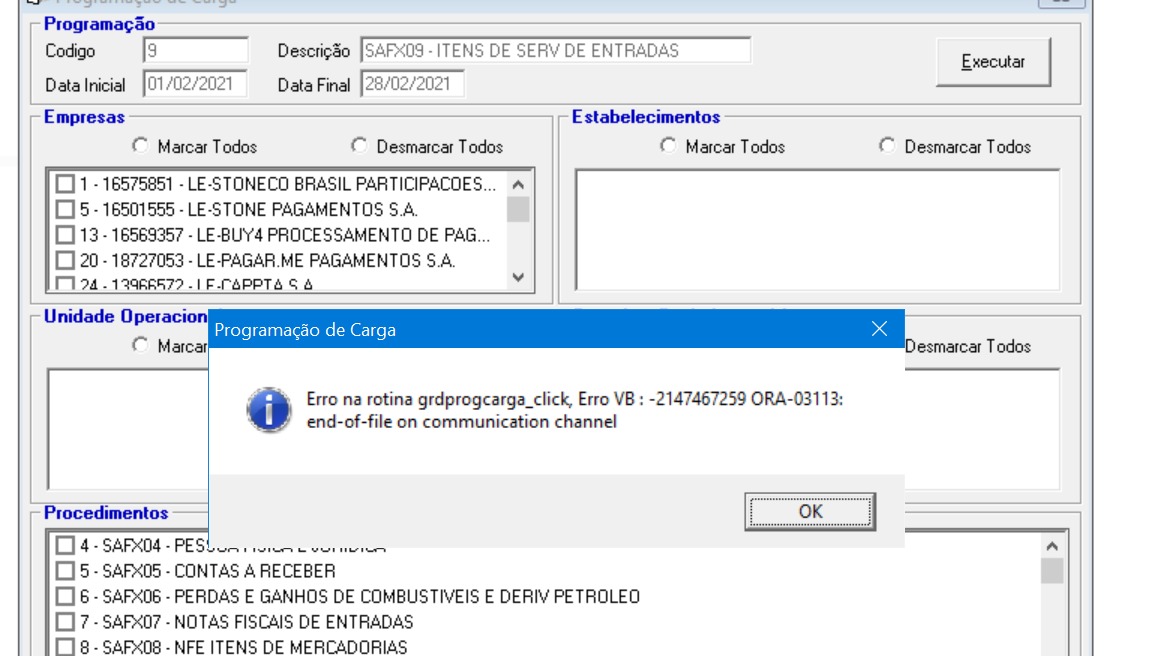 Programação de Carga
Programação
Codigo 9 Descrição SAFX09 - ITENS DE SERV DE ENTRADAS
Executar
Data Inicial 01/02/2021 Data Final 28/02/2021
Empresas
Marcar Todos Desmarcar Todos
1 - 16575851 - LE-STONECO BRASIL PARTICIPACOES...
5 - 16501555 - LE-STONE PAGAMENTOS S.A.
13 - 16569357 - LE-BUY4 PROCESSAMENTO DE PAG...
20 - 18727053 - LE-PAGAR.ME PAGAMENTOS S.A.
24 - 13966572 - LE-CAPPTA S.A
Estabelecimentos
Marcar Todos Desmarcar Todos
Unidade Operacion
Marcar
Desmarcar Todos
Programação de Carga
Erro na rotina grdprogcarga_click, Erro VB : -2147467259 ORA-03113:
end-of-file on communication channel
OK
Procedimentos
4 - SAFX04 - PESSOA FISICA E JURIDICA
5 - SAFX05 - CONTAS A RECEBER
6 - SAFX06 - PERDAS E GANHOS DE COMBUSTIVEIS E DERIV PETROLEO
7 - SAFX07 - NOTAS FISCAIS DE ENTRADAS
8 - SAFX08 - NFE ITENS DE MERCADORIAS